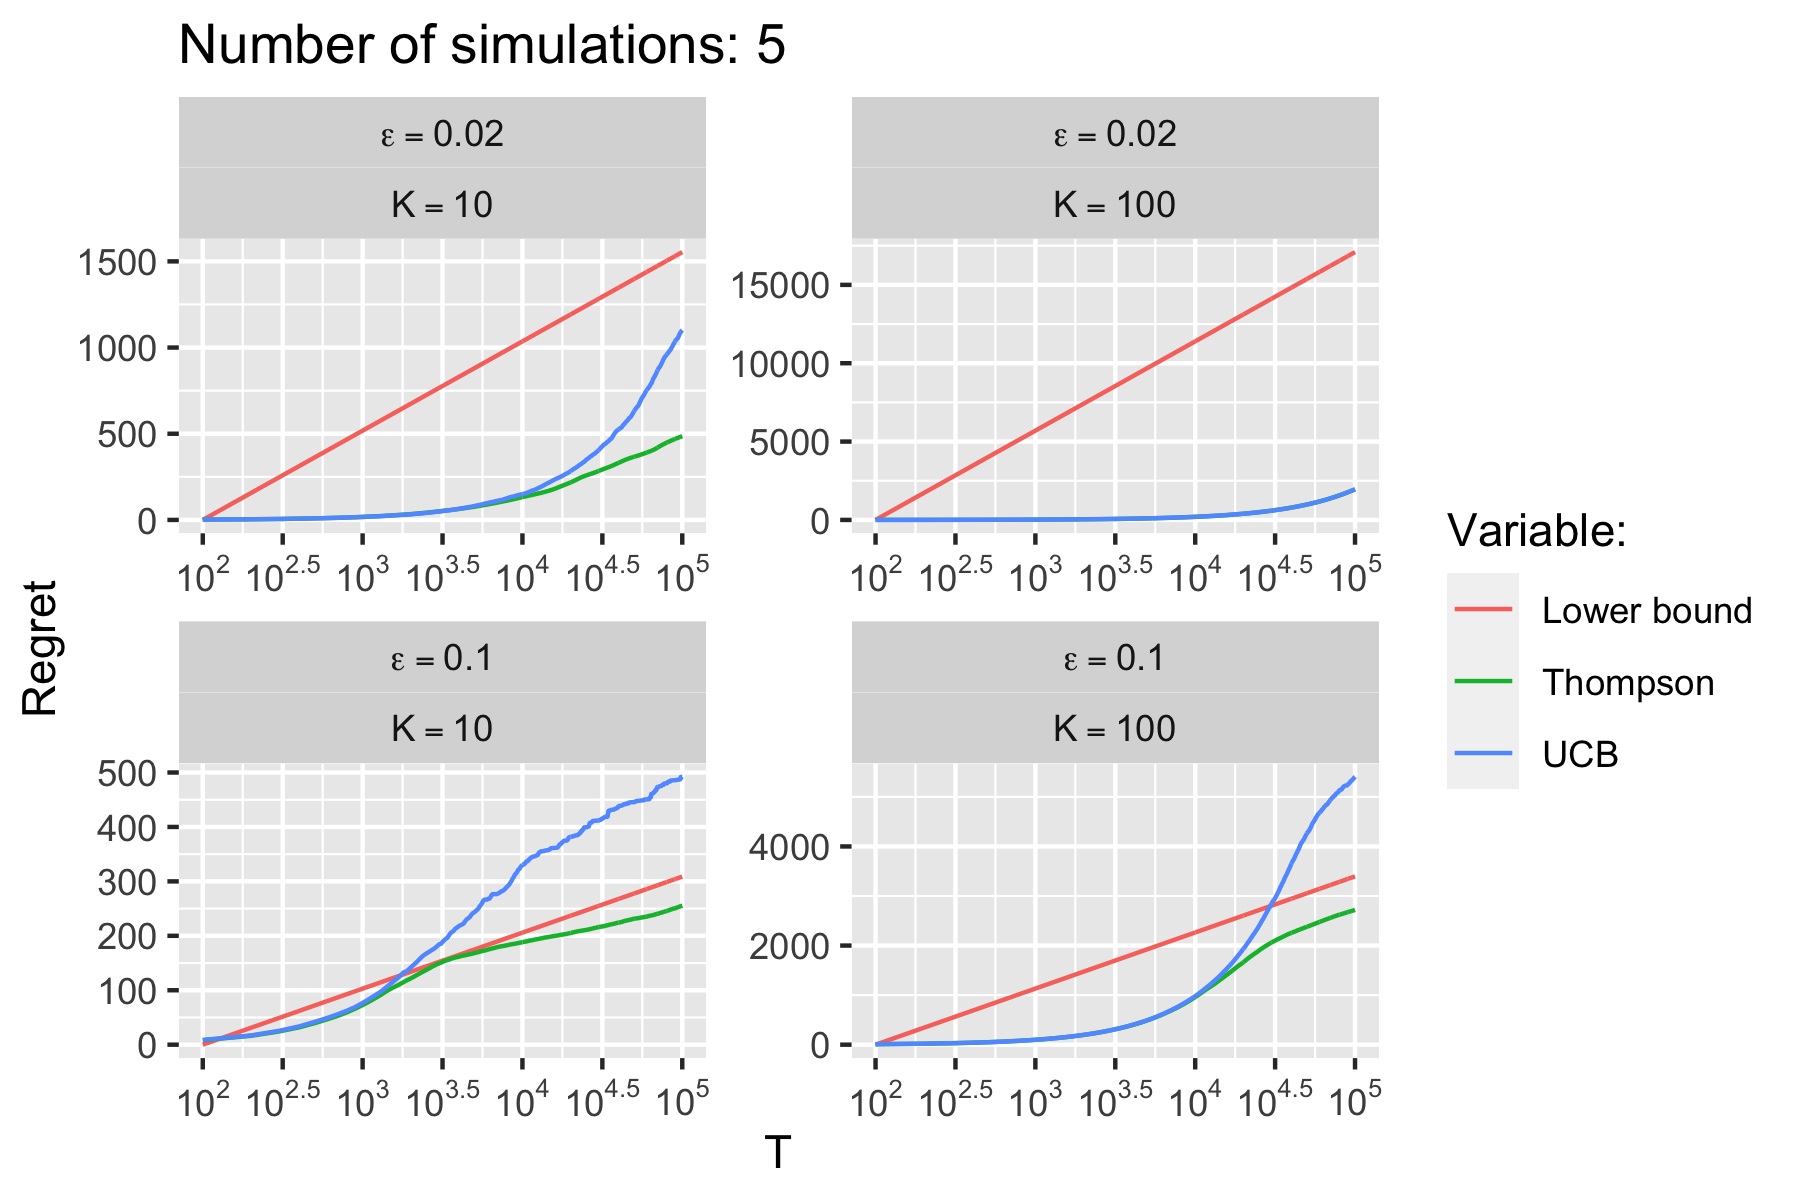 Number of simulations: 5
ε = 0.02
K = 10
1500
1000
500
0
10² 10^2.5 10³ 10^3.5 10⁴ 10^4.5 10⁵
ε = 0.02
K = 100
15000
10000
5000
0
10² 10^2.5 10³ 10^3.5 10⁴ 10^4.5 10⁵
ε = 0.1
K = 10
500
400
300
200
100
0
10² 10^2.5 10³ 10^3.5 10⁴ 10^4.5 10⁵
ε = 0.1
K = 100
4000
2000
0
10² 10^2.5 10³ 10^3.5 10⁴ 10^4.5 10⁵
Regret
T
Variable:
Lower bound
Thompson
UCB